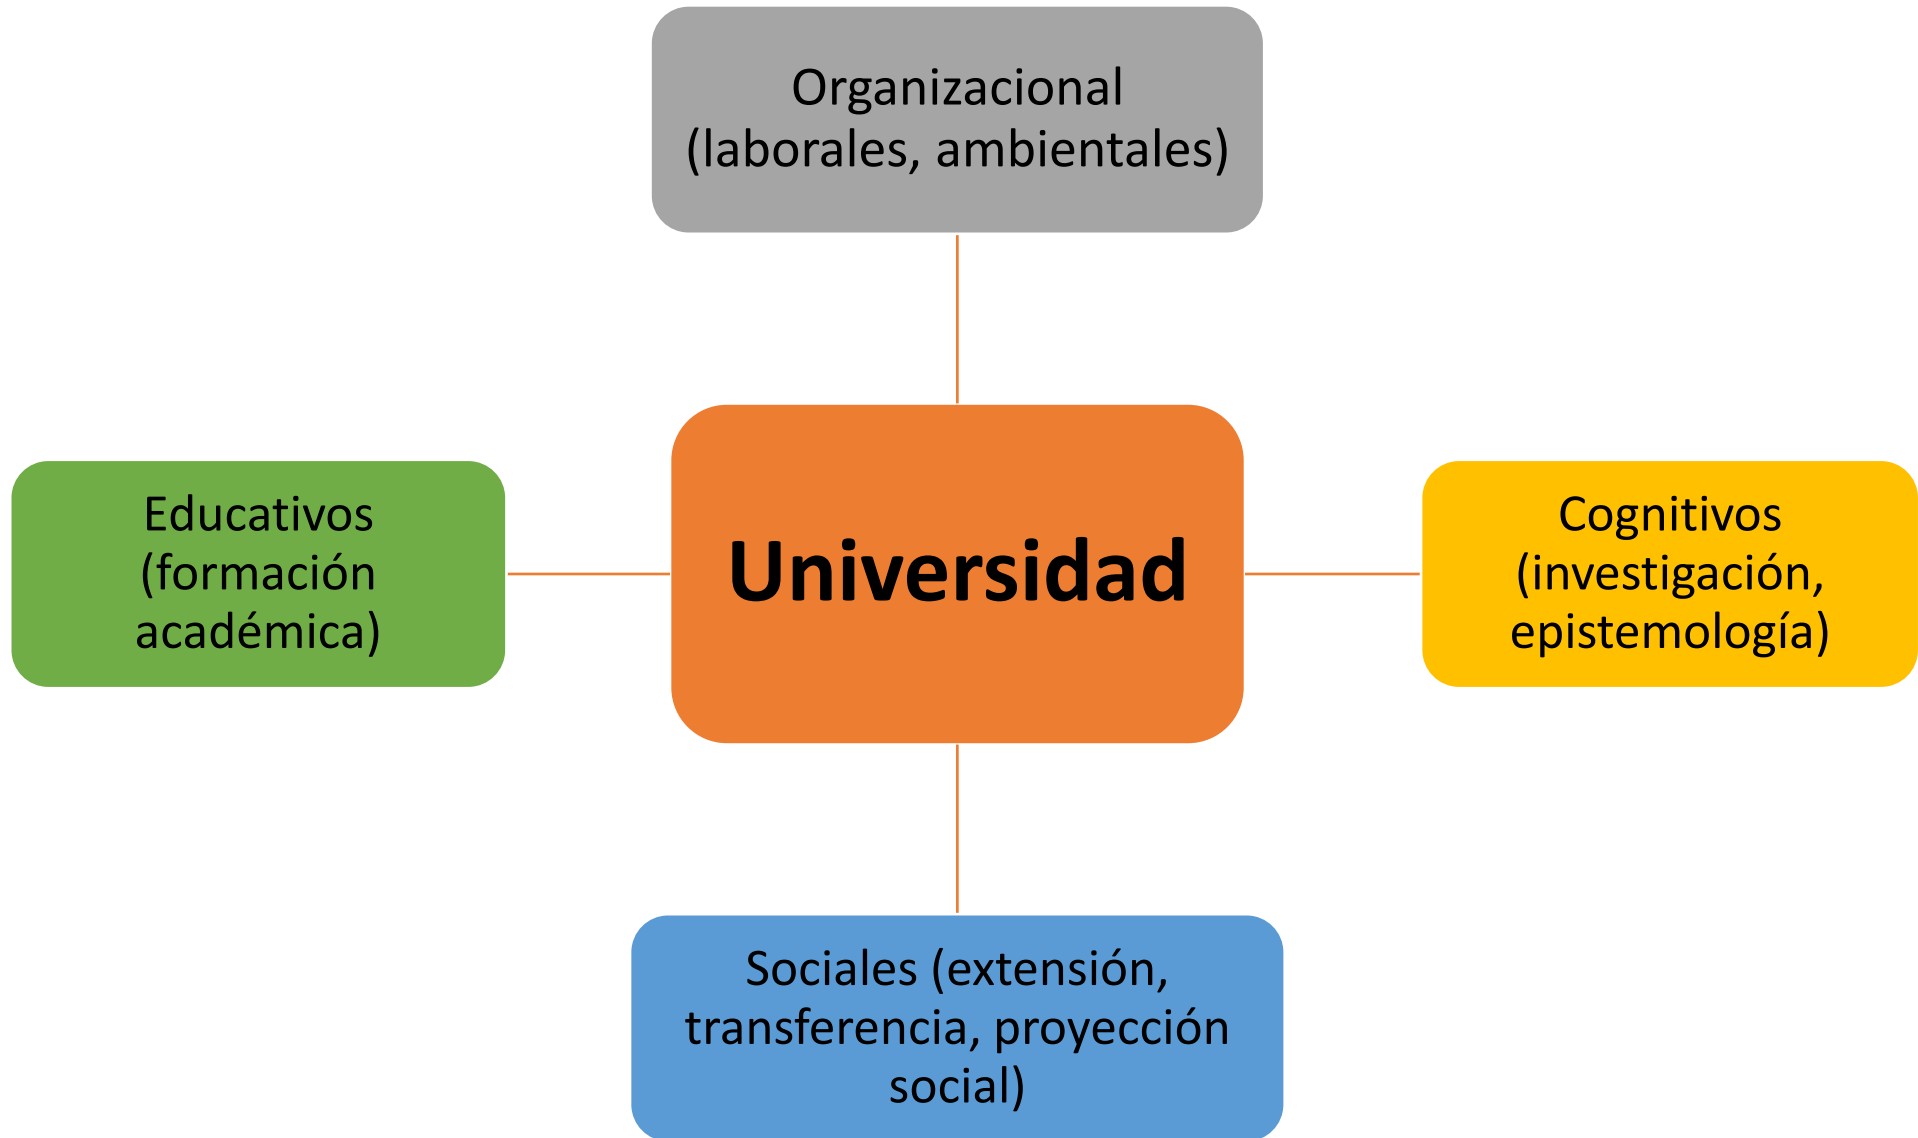 Organizacional
(laborales, ambientales)
Educativos
(formación
académica)
Universidad
Cognitivos
(investigación,
epistemología)
Sociales (extensión,
transferencia, proyección
social)